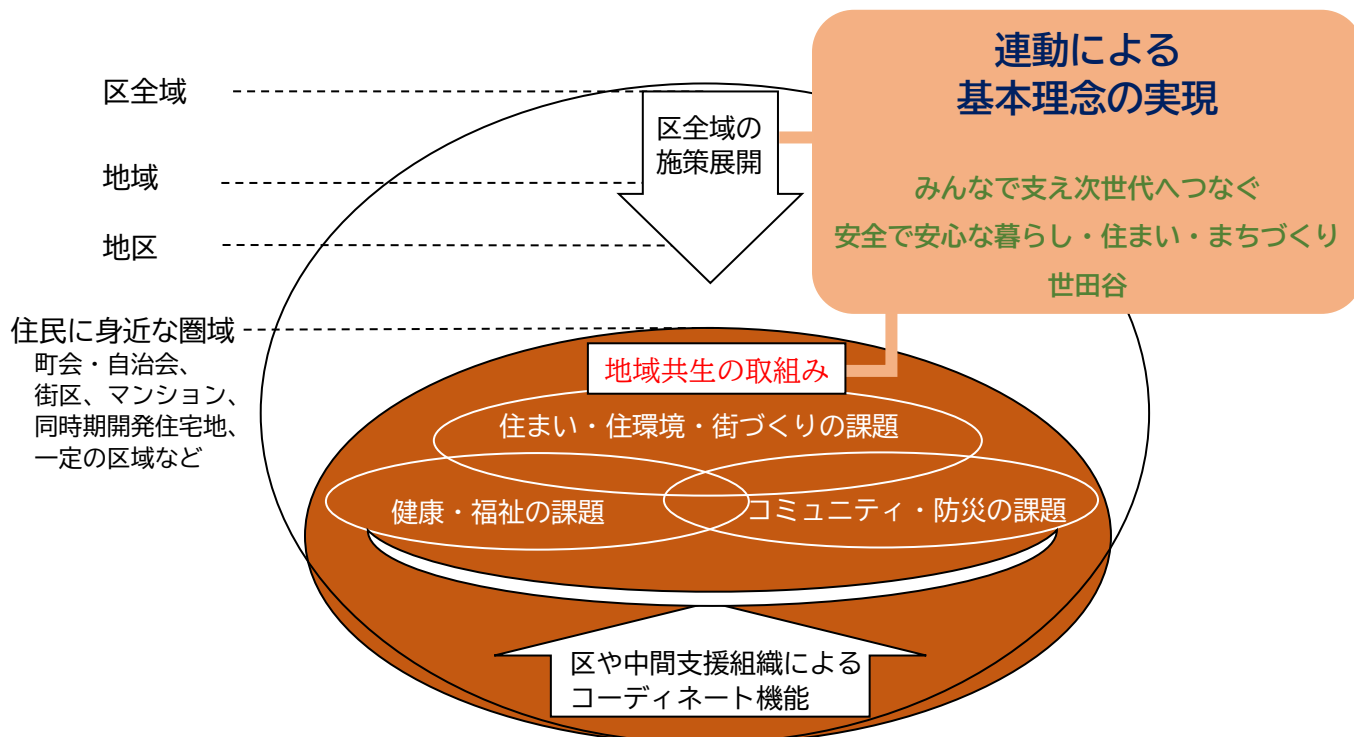 連動による
基本理念の実現
みんなで支え次世代へつなぐ
安全で安心な暮らし・住まい・まちづくり
世田谷
区全域
区全域の
施策展開
地域
地区
住民に身近な圏域
町会・自治会、
街区、マンション、
同時期開発住宅地、
一定の区域など
地域共生の取組み
住まい・住環境・街づくりの課題
健康・福祉の課題
コミュニティ・防災の課題
区や中間支援組織による
コーディネート機能